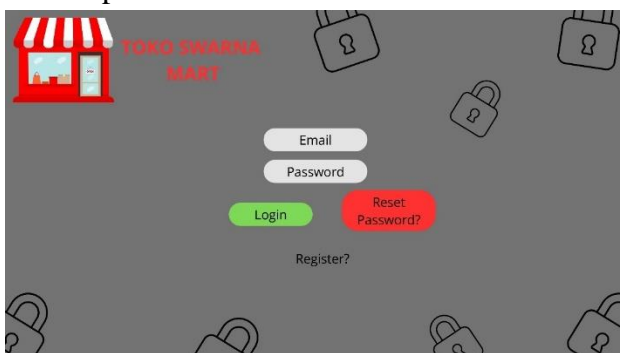 TOKO SWARNA
MART
Email
Password
Login
Reset
Password?
Register?